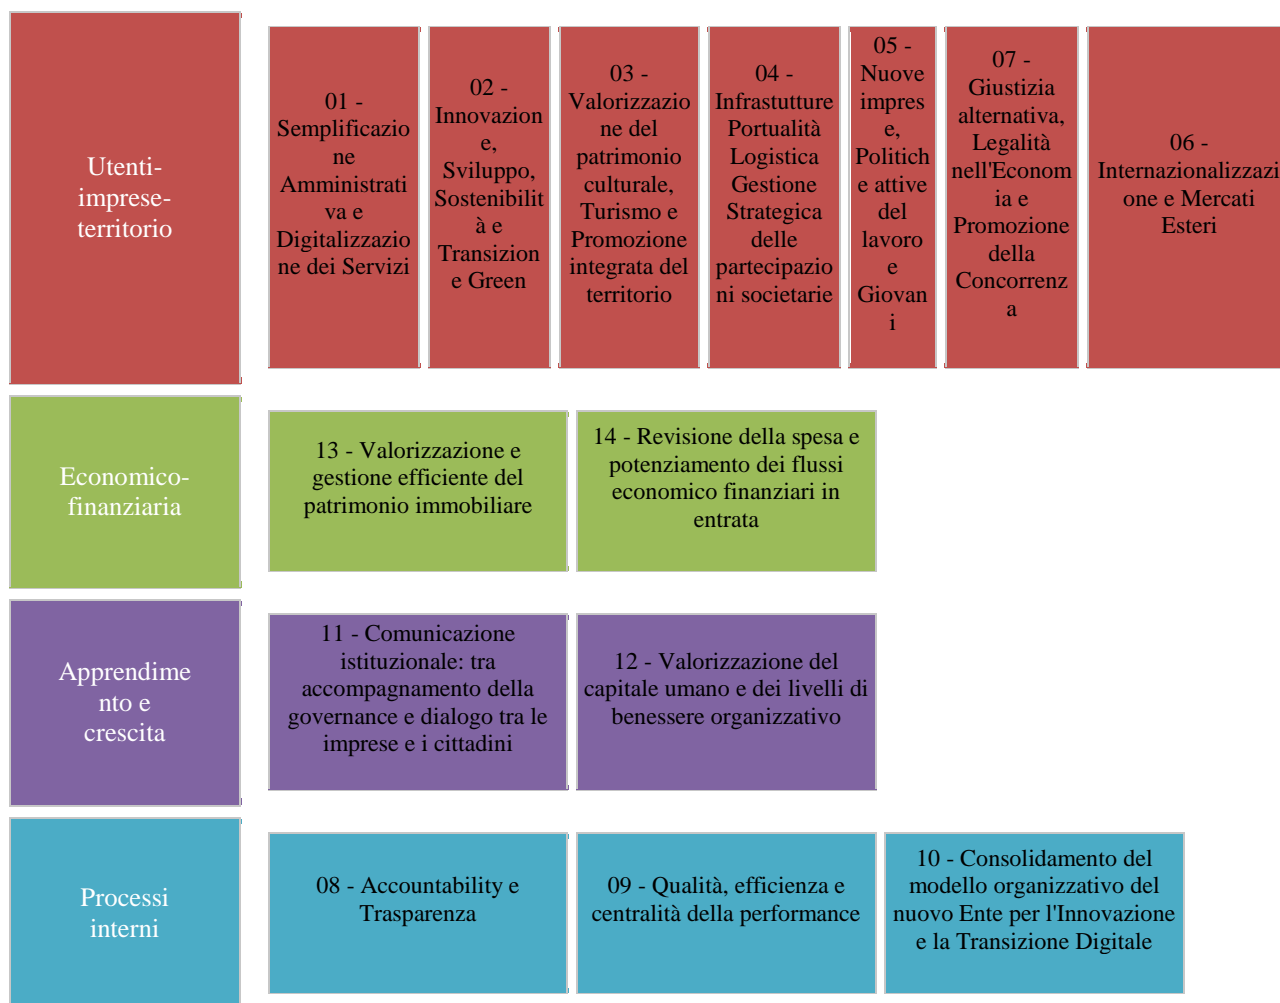 Utenti-
imprese-
territorio
01 -
Semplificazio
ne
Amministrati
va e
Digitalizzazio
ne dei Servizi
02 -
Innovazion
e,
Sviluppo,
Sostenibilit
à e
Transizion
e Green
03 -
Valorizzazio
ne del
patrimonio
culturale,
Turismo e
Promozione
integrata del
territorio
04 -
Infrastutture
Portualità
Logistica
Gestione
Strategica
delle
partecipazio
ni societarie
05 -
Nuove
impres
e,
Politich
e attive
del
lavoro
e
Giovan
i
07 -
Giustizia
alternativa,
Legalità
nell'Econom
ia e
Promozione
della
Concorrenz
a
06 -
Internazionalizzazi
one e Mercati
Esteri
Economico-
finanziaria
13 - Valorizzazione e
gestione efficiente del
patrimonio immobiliare
14 - Revisione della spesa e
potenziamento dei flussi
economico finanziari in
entrata
Apprendime
nto e
crescita
11 - Comunicazione
istituzionale: tra
accompagnamento della
governance e dialogo tra le
imprese e i cittadini
12 - Valorizzazione del
capitale umano e dei livelli di
benessere organizzativo
Processi
interni
08 - Accountability e
Trasparenza
09 - Qualità, efficienza e
centralità della performance
10 - Consolidamento del
modello organizzativo del
nuovo Ente per l'Innovazione
e la Transizione Digitale